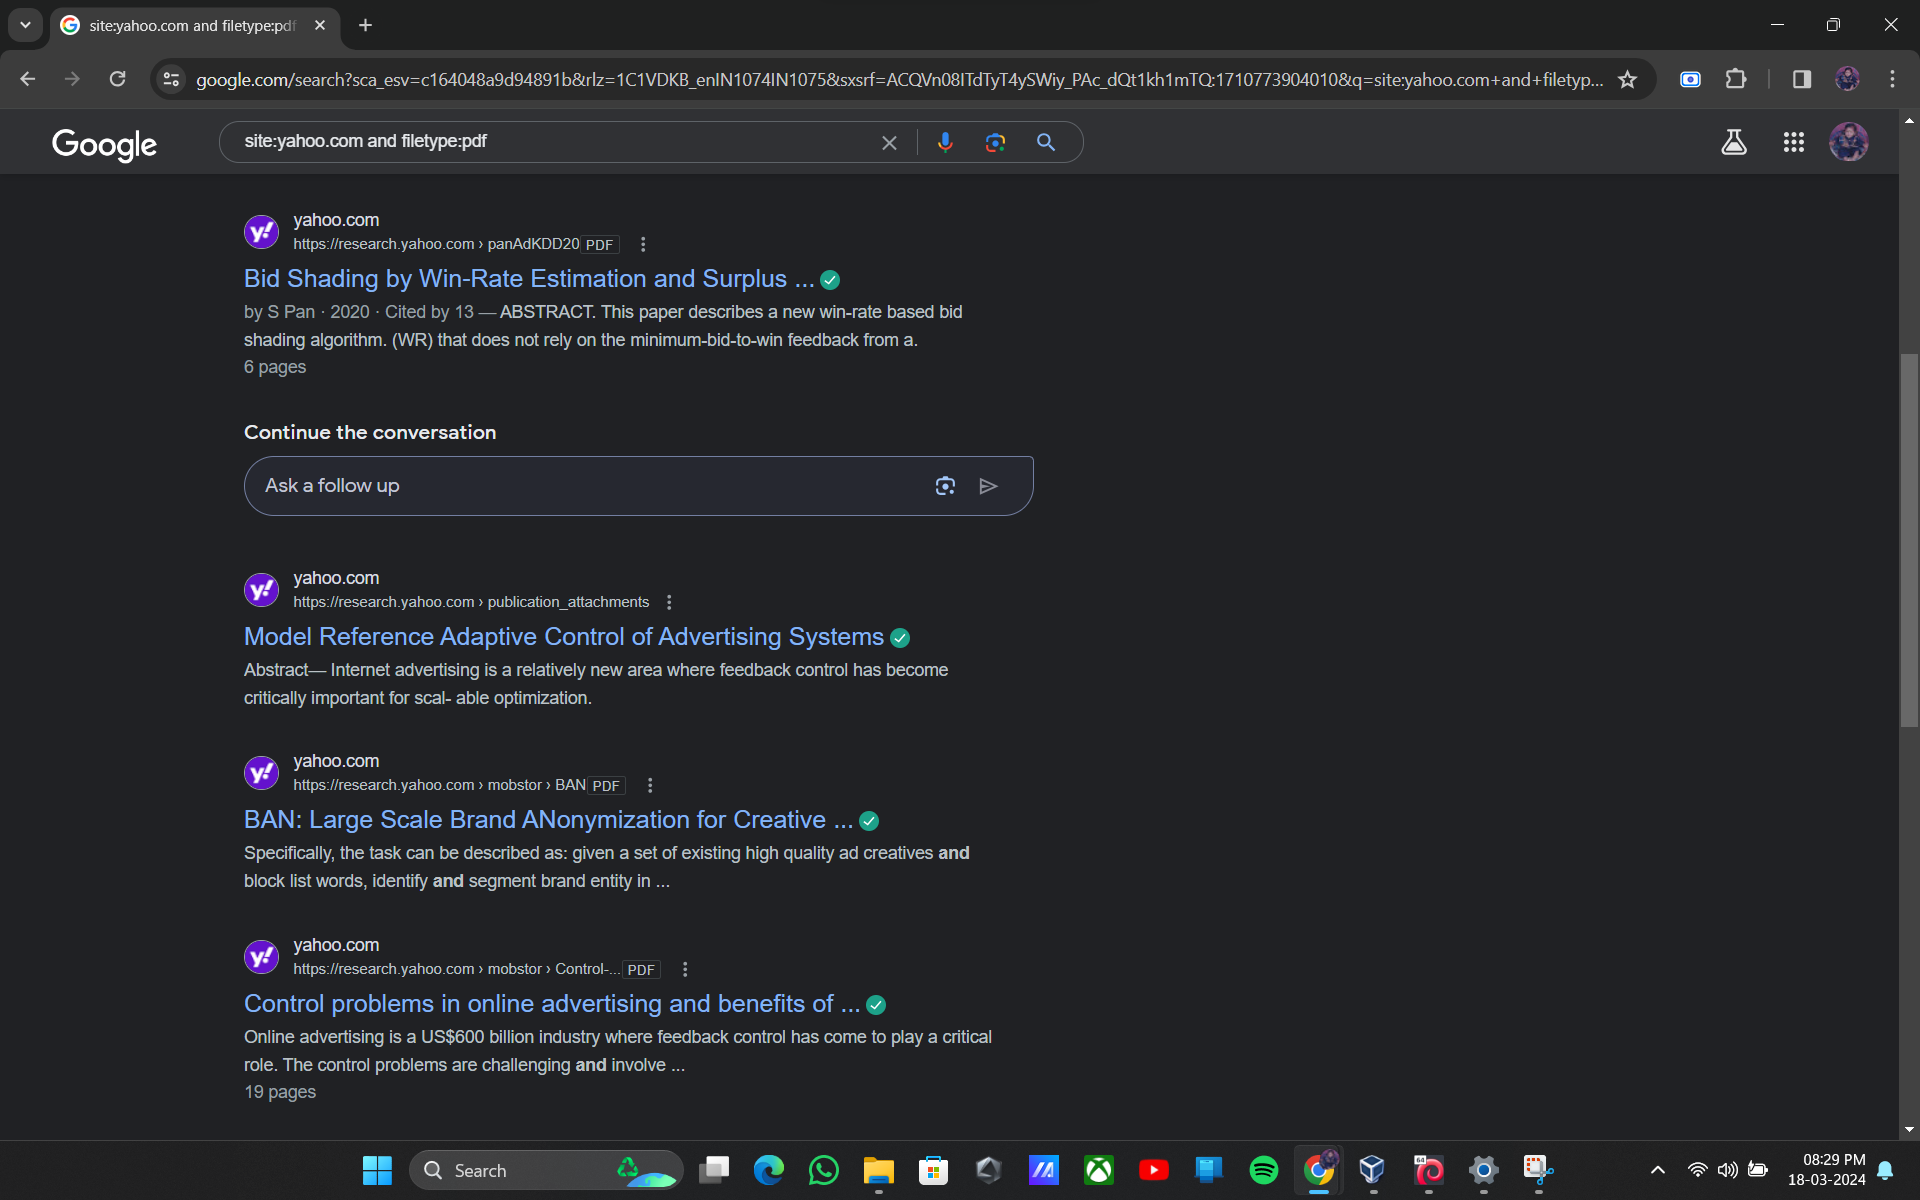 site:yahoo.com and filetype:pdf
google.com/search?sca_esv=c164048a9d94891b&rlz=1C1VDKB_enIN1074IN1075&sxsrf=ACQVn08ITdTyT4ySWiy_PAc_dQt1kh1mTQ:1710773904010&q=site:yahoo.com+and+filetyp...
Google
site:yahoo.com and filetype:pdf
y!
yahoo.com
https://research.yahoo.com › panAdKDD20 PDF
Bid Shading by Win-Rate Estimation and Surplus ...
by S Pan · 2020 · Cited by 13 — ABSTRACT. This paper describes a new win-rate based bid
shading algorithm. (WR) that does not rely on the minimum-bid-to-win feedback from a.
6 pages
Continue the conversation
Ask a follow up
y!
yahoo.com
https://research.yahoo.com › publication_attachments
Model Reference Adaptive Control of Advertising Systems
Abstract— Internet advertising is a relatively new area where feedback control has become
critically important for scal- able optimization.
y!
yahoo.com
https://research.yahoo.com › mobstor › BAN PDF
BAN: Large Scale Brand ANonymization for Creative ...
Specifically, the task can be described as: given a set of existing high quality ad creatives and
block list words, identify and segment brand entity in ...
y!
yahoo.com
https://research.yahoo.com › mobstor › Control-... PDF
Control problems in online advertising and benefits of ...
Online advertising is a US$600 billion industry where feedback control has come to play a critical
role. The control problems are challenging and involve ...
19 pages
Search
64
08:29 PM
18-03-2024